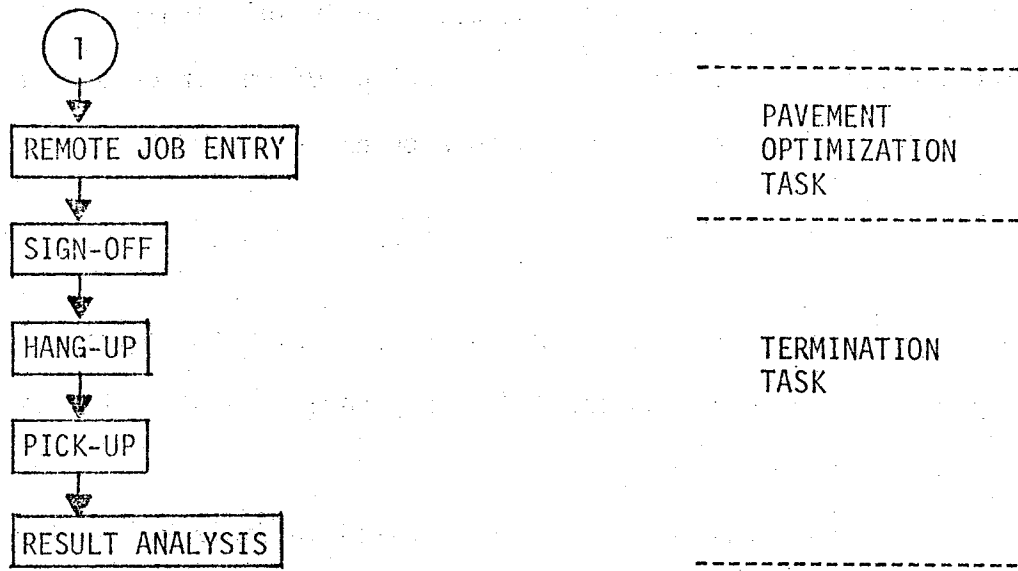 1
REMOTE JOB ENTRY
PAVEMENT
OPTIMIZATION
TASK
SIGN-OFF
HANG-UP
TERMINATION
TASK
PICK-UP
RESULT ANALYSIS